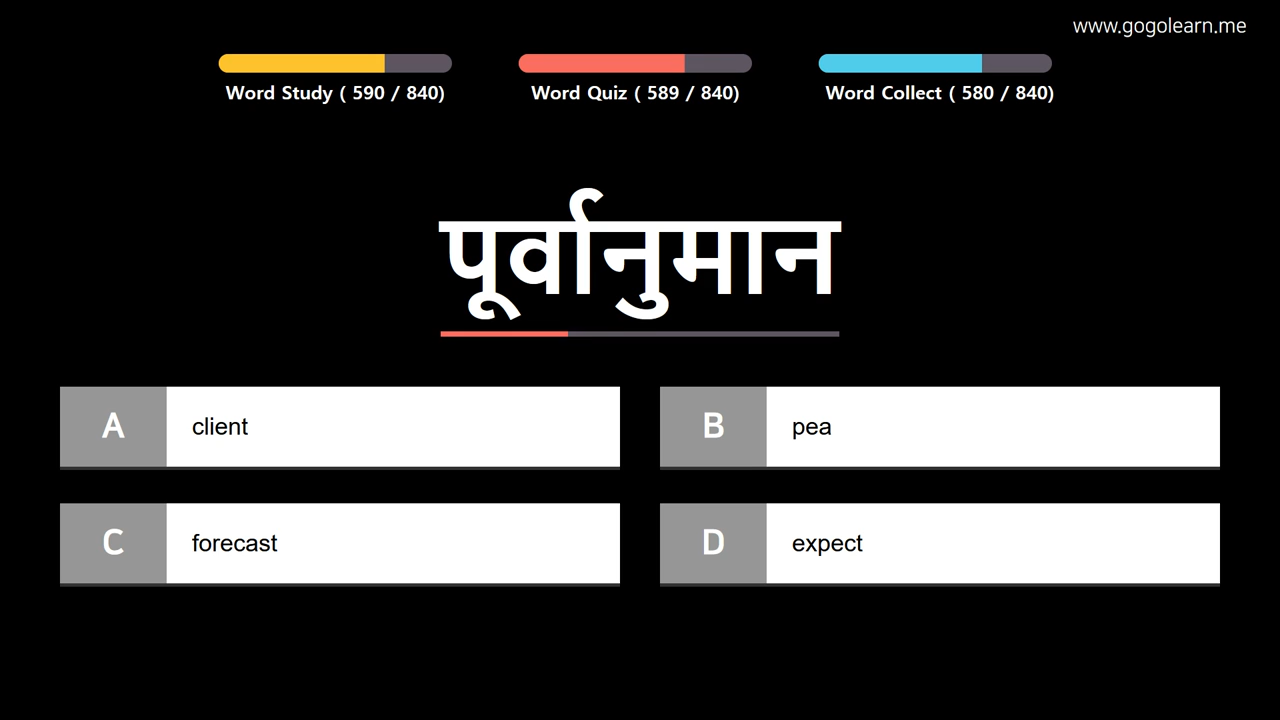 www.gogolearn.me
Word Study ( 590 / 840)
Word Quiz ( 589 / 840)
Word Collect ( 580 / 840)
पूर्वानुमान
A client
B pea
C forecast
D expect